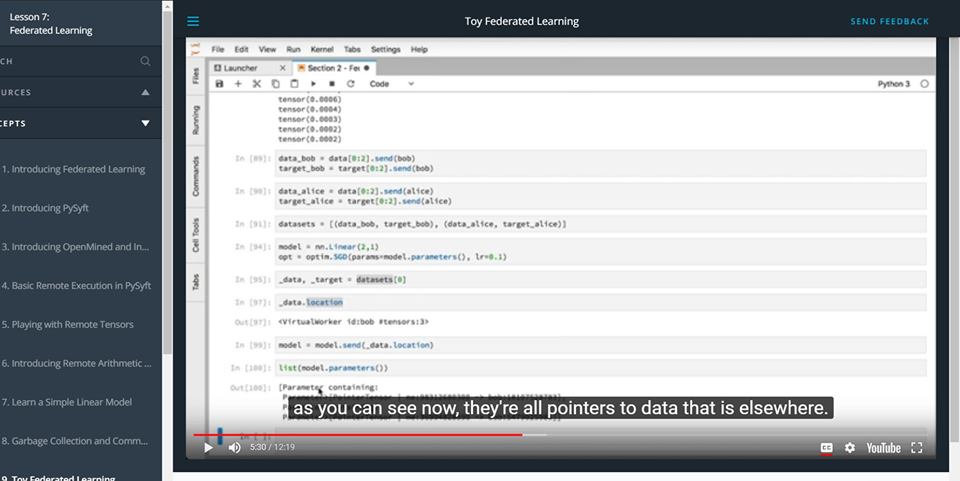 Lesson 7:
Federated Learning
CH
URCES
CEPTS
1. Introducing Federated Learning
2. Introducing PySyft
3. Introducing OpenMined and In...
4. Basic Remote Execution in PySyft
5. Playing with Remote Tensors
6. Introducing Remote Arithmetic ...
7. Learn a Simple Linear Model
8. Garbage Collection and Comm...
9. Toy Federated Learning
Toy Federated Learning
SEND FEEDBACK
File Edit View Run Kernel Tabs Settings Help
Launcher
Section 2 - Fe
Code
Python 3
Files
Running
Commands
Cell Tools
Tabs
tensor(0.0006)
tensor(0.0004)
tensor(0.0003)
tensor(0.0002)
tensor(0.0002)
In [89]: data_bob = data[0:2].send(bob)
target_bob = target[0:2].send(bob)
In [90]: data_alice = data[0:2].send(alice)
target_alice = target[0:2].send(alice)
In [91]: datasets = [(data_bob, target_bob), (data_alice, target_alice)]
In [94]: model = nn.Linear(2,1)
opt = optim.SGD(params=model.parameters(), lr=0.1)
In [95]: _data, _target = datasets[0]
In [97]: _data.location
Out[97]: <VirtualWorker id:bob #tensors:3>
In [99]: model = model.send(_data.location)
In [100]: list(model.parameters())
Out[100]: [Parameter containing:
as you can see now, they're all pointers to data that is elsewhere.
In [ ]:
5:30 / 12:19
CC
YouTube